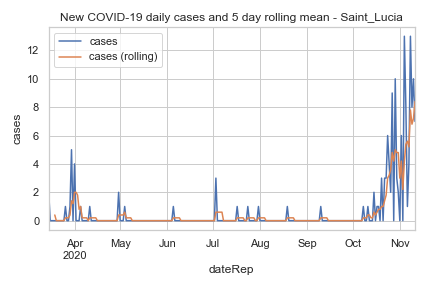 New COVID-19 daily cases and 5 day rolling mean - Saint_Lucia
cases
cases (rolling)
12
10
8
6
4
2
0
cases
Apr May Jun Jul Aug Sep Oct Nov
2020
dateRep